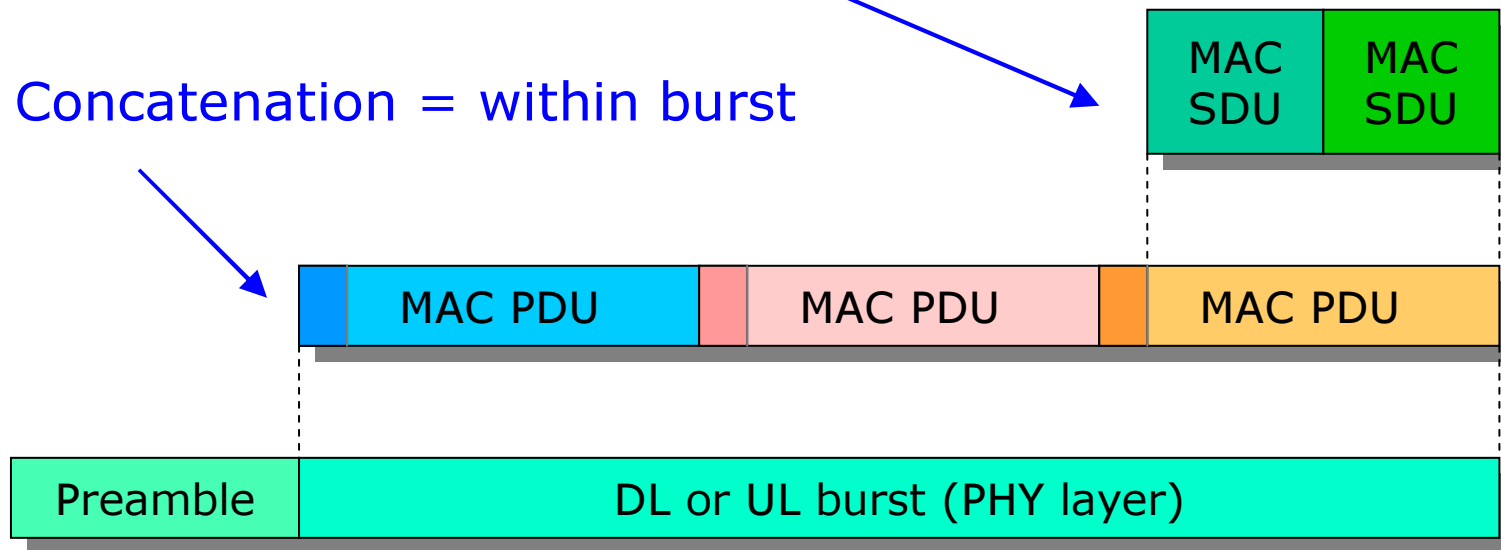 MAC SDU
MAC SDU
Concatenation = within burst
MAC PDU
MAC PDU
MAC PDU
Preamble
DL or UL burst (PHY layer)